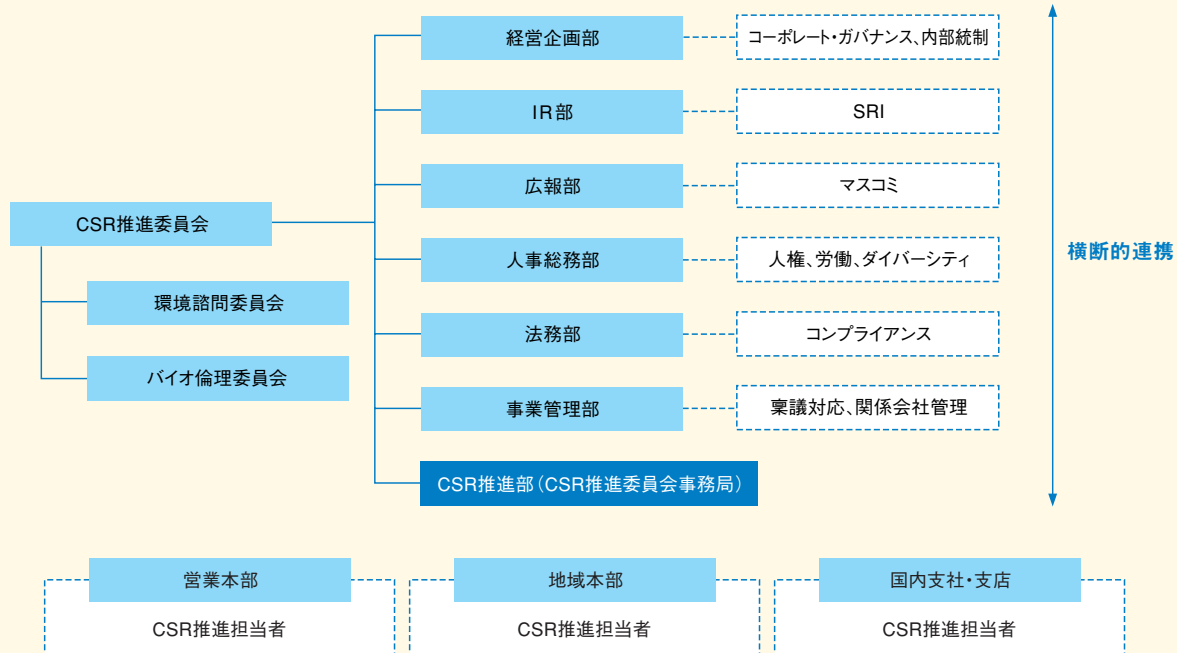 経営企画部
コーポレート・ガバナンス、内部統制
IR部
SRI
広報部
マスコミ
CSR推進委員会
人事総務部
人権、労働、ダイバーシティ
横断的連携
環境諮問委員会
法務部
コンプライアンス
バイオ倫理委員会
事業管理部
稟議対応、関係会社管理
CSR推進部（CSR推進委員会事務局）
営業本部
地域本部
国内支社・支店
CSR推進担当者
CSR推進担当者
CSR推進担当者